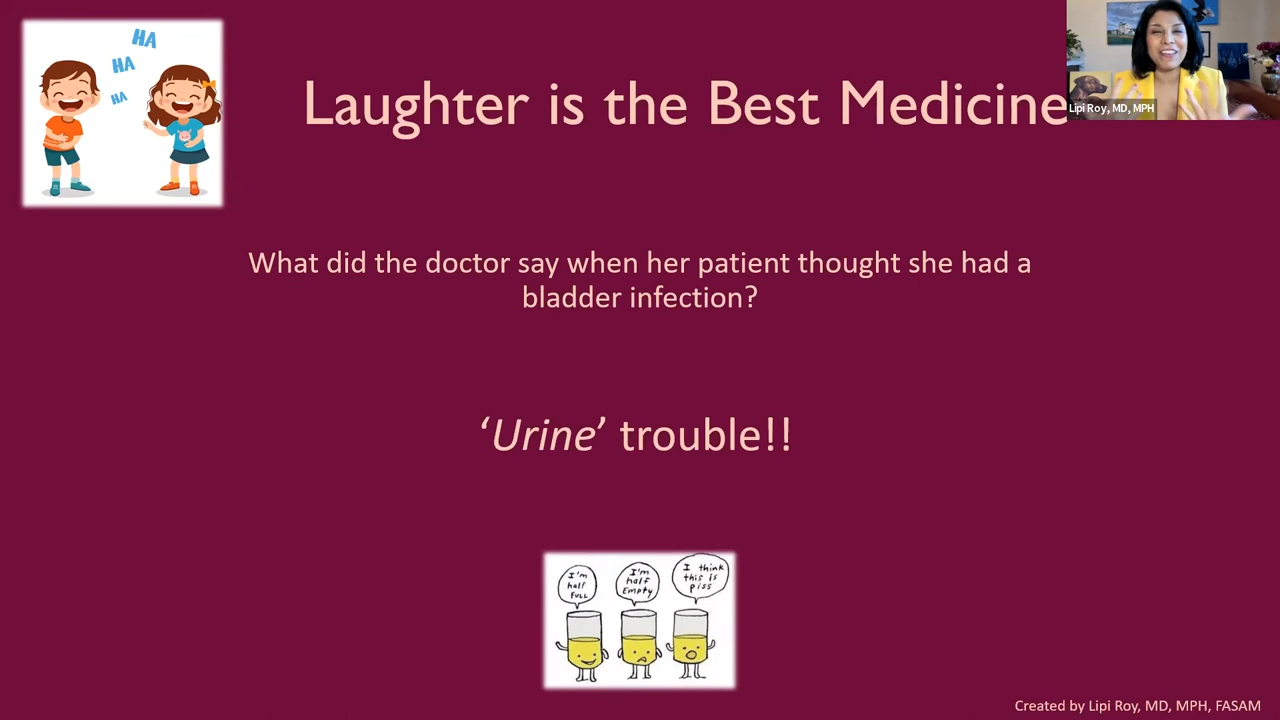 HA
HA
HA
Laughter is the Best Medicine
Lipi Roy, MD, MPH
What did the doctor say when her patient thought she had a
bladder infection?
‘Urine’ trouble!!
I'm
half
FULL
I'm
half
Empty
I think
this is
piss
Created by Lipi Roy, MD, MPH, FASAM